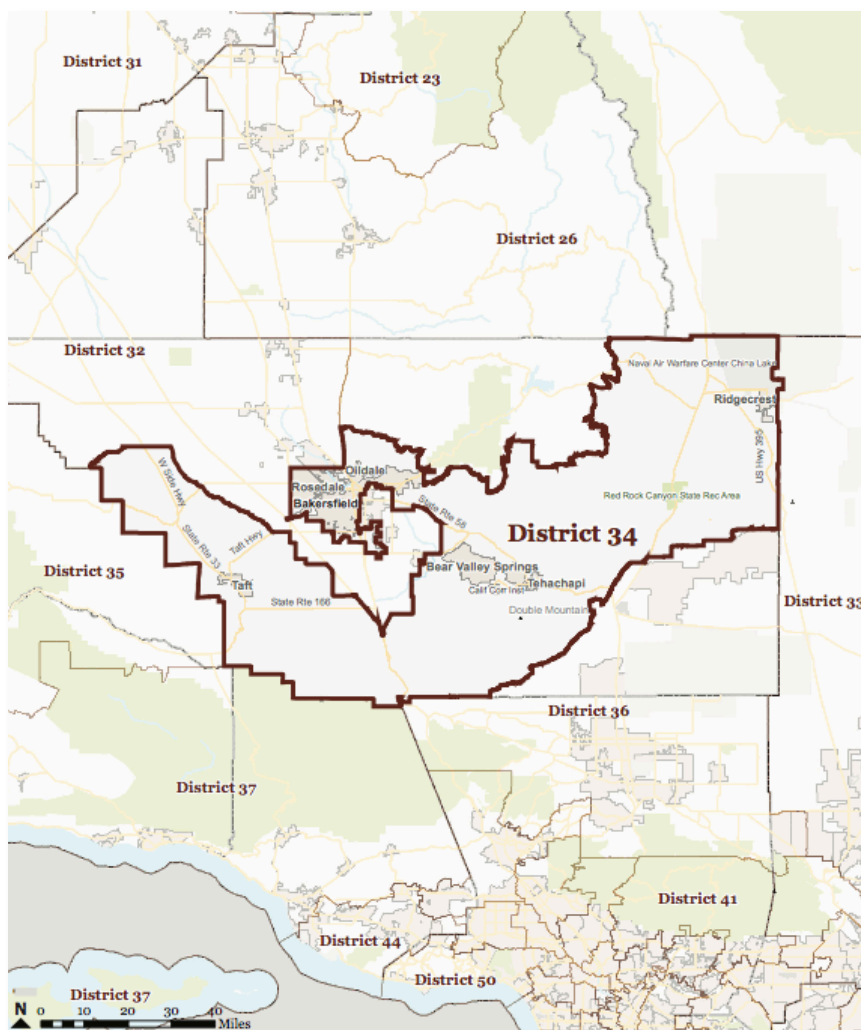 District 31
District 23
District 26
District 32
Naval Air Warfare Center China Lake
Ridgecrest
US Hwy 395
W Side Hwy
Oildale
Rosedale
Bakersfield
State Rte 58
Red Rock Canyon State Rec Area
District 34
State Rte 33
Taft Hwy
District 35
Taft
Bear Valley Springs
Tehachapi
Calif Corr Inst
State Rte 166
Double Mountain
District 33
District 36
District 37
District 41
District 44
District 50
District 37
N
0 10 20 30 40
Miles